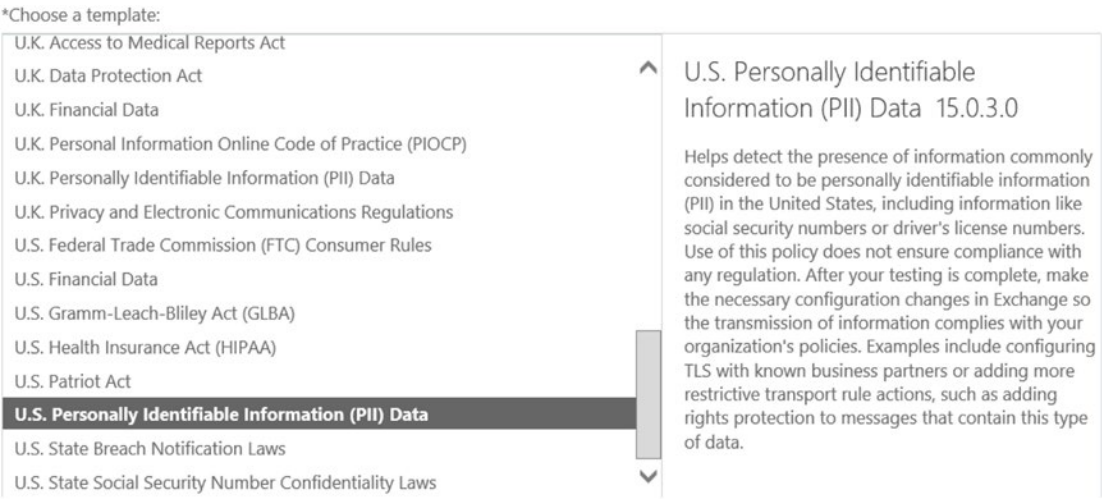 *Choose a template:
U.K. Access to Medical Reports Act
U.K. Data Protection Act
U.K. Financial Data
U.K. Personal Information Online Code of Practice (PIOCP)
U.K. Personally Identifiable Information (PII) Data
U.K. Privacy and Electronic Communications Regulations
U.S. Federal Trade Commission (FTC) Consumer Rules
U.S. Financial Data
U.S. Gramm-Leach-Bliley Act (GLBA)
U.S. Health Insurance Act (HIPAA)
U.S. Patriot Act
U.S. Personally Identifiable Information (PII) Data
U.S. State Breach Notification Laws
U.S. State Social Security Number Confidentiality Laws
U.S. Personally Identifiable
Information (PII) Data 15.0.3.0
Helps detect the presence of information commonly
considered to be personally identifiable information
(PII) in the United States, including information like
social security numbers or driver's license numbers.
Use of this policy does not ensure compliance with
any regulation. After your testing is complete, make
the necessary configuration changes in Exchange so
the transmission of information complies with your
organization's policies. Examples include configuring
TLS with known business partners or adding more
restrictive transport rule actions, such as adding
rights protection to messages that contain this type
of data.